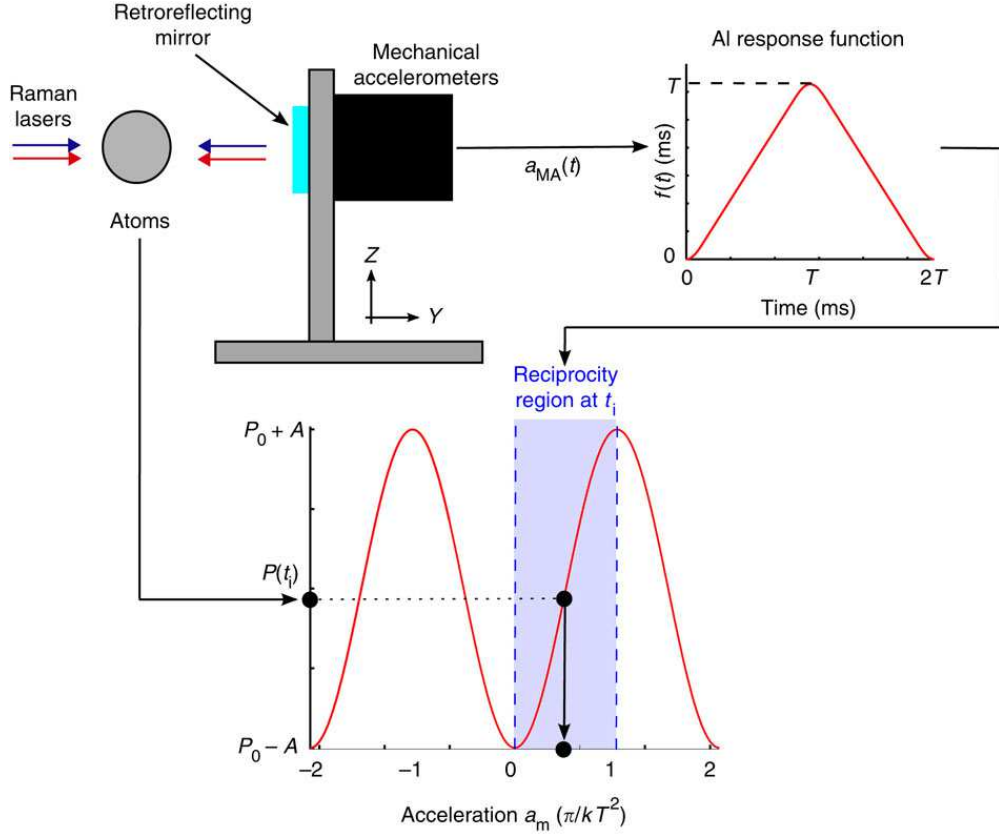 Retroreflecting
mirror
Mechanical
accelerometers
AI response function
Raman
lasers
a_MA(t)
T
f(t) (ms)
0
0 T 2T
Time (ms)
Atoms
Z
Y
Reciprocity
region at t_i
P_0 + A
P(t_i)
P_0 – A
–2 –1 0 1 2
Acceleration a_m (π/kT^2)